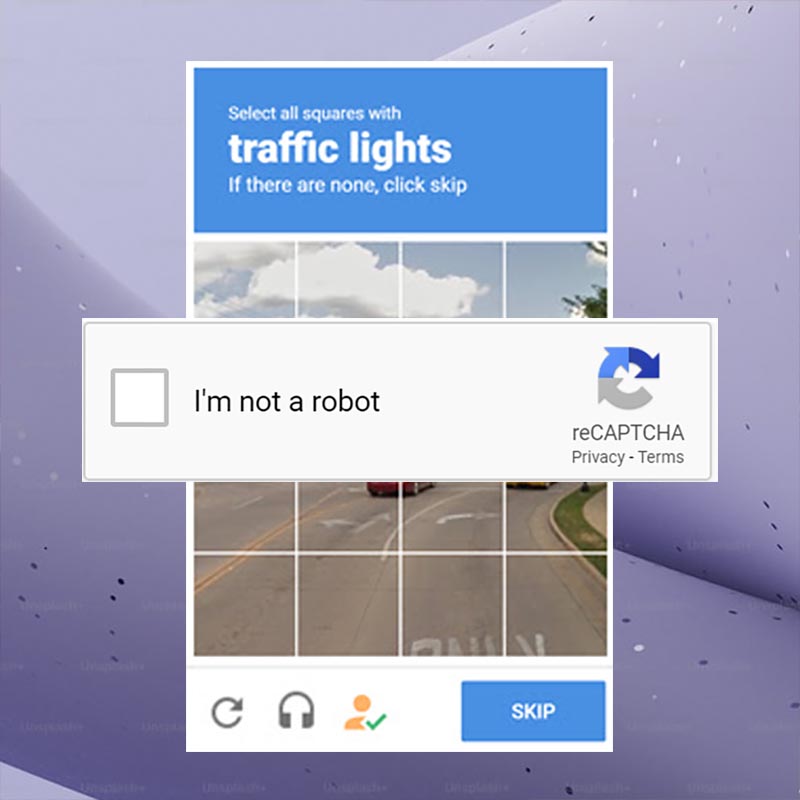 Select all squares with
traffic lights
If there are none, click skip
I'm not a robot
reCAPTCHA
Privacy - Terms
ONLY
SKIP
Unsplash+